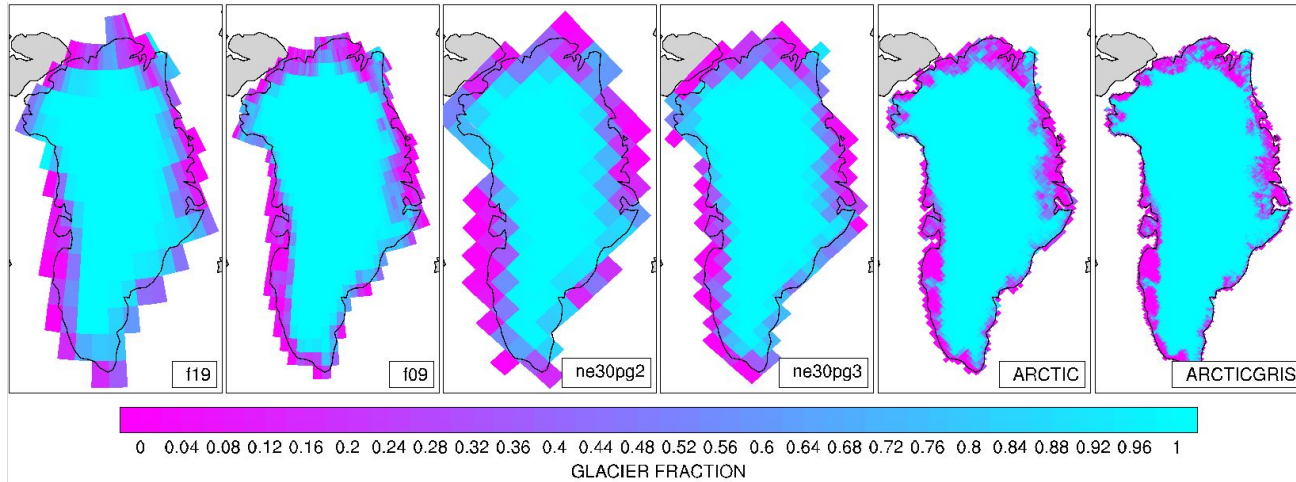 f19 f09 ne30pg2 ne30pg3 ARCTIC ARCTICGRIS
0 0.04 0.08 0.12 0.16 0.2 0.24 0.28 0.32 0.36 0.4 0.44 0.48 0.52 0.56 0.6 0.64 0.68 0.72 0.76 0.8 0.84 0.88 0.92 0.96 1
GLACIER FRACTION